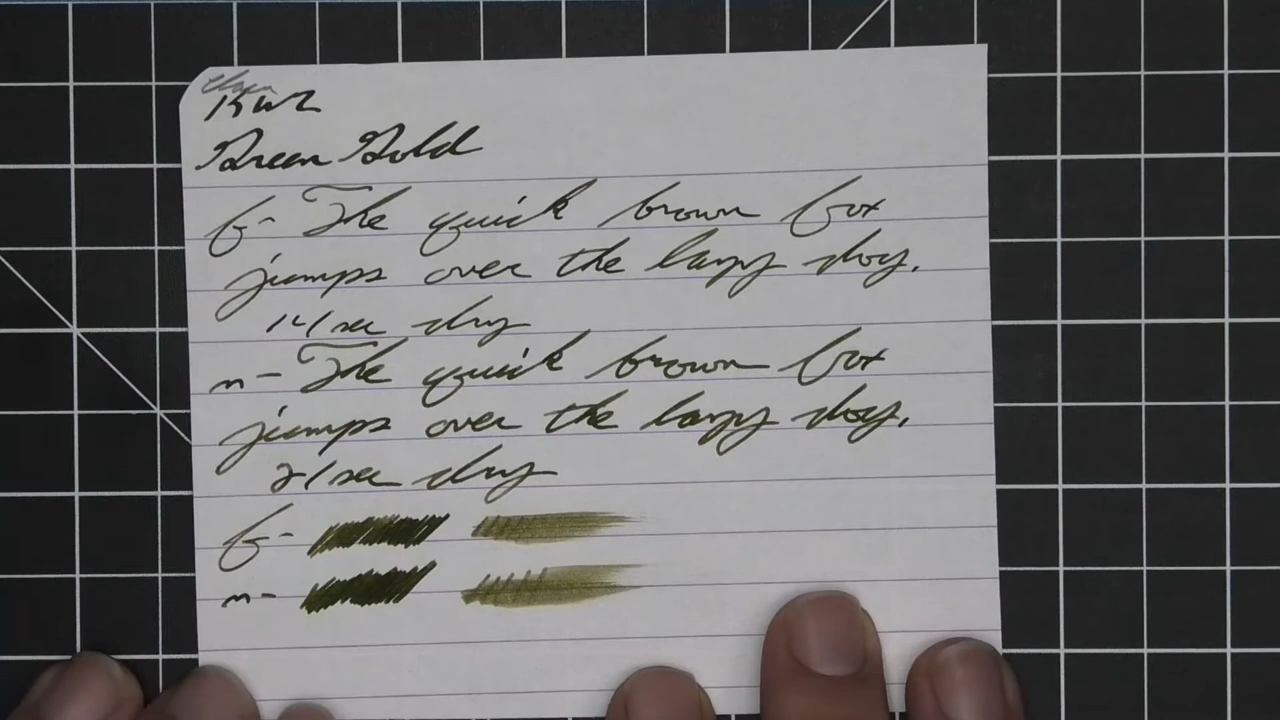 KWZ
Green Gold
f- The quick brown fox
jumps over the lazy dog.
14/sec dry
m- The quick brown fox
jumps over the lazy dog.
21/sec dry
f-
m-